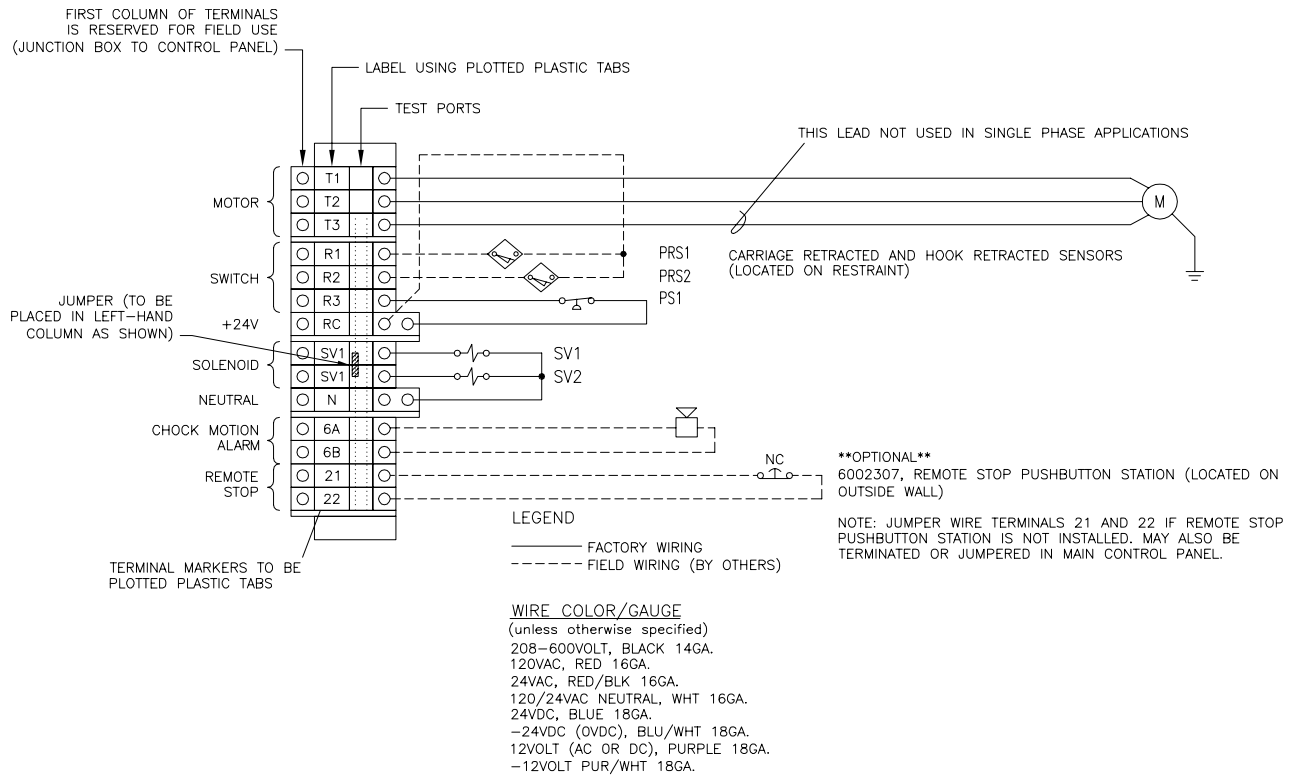 FIRST COLUMN OF TERMINALS
IS RESERVED FOR FIELD USE
(JUNCTION BOX TO CONTROL PANEL)
LABEL USING PLOTTED PLASTIC TABS
TEST PORTS
THIS LEAD NOT USED IN SINGLE PHASE APPLICATIONS
MOTOR
T1
T2
T3
M
SWITCH
R1
R2
R3
PRS1
PRS2
PS1
CARRIAGE RETRACTED AND HOOK RETRACTED SENSORS
(LOCATED ON RESTRAINT)
JUMPER (TO BE
PLACED IN LEFT-HAND
COLUMN AS SHOWN)
+24V
RC
SOLENOID
SV1
SV1
SV1
SV2
NEUTRAL
N
CHOCK MOTION
ALARM
6A
6B
REMOTE
STOP
21
22
NC
**OPTIONAL**
6002307, REMOTE STOP PUSHBUTTON STATION (LOCATED ON
OUTSIDE WALL)
NOTE: JUMPER WIRE TERMINALS 21 AND 22 IF REMOTE STOP
PUSHBUTTON STATION IS NOT INSTALLED. MAY ALSO BE
TERMINATED OR JUMPERED IN MAIN CONTROL PANEL.
TERMINAL MARKERS TO BE
PLOTTED PLASTIC TABS
LEGEND
FACTORY WIRING
FIELD WIRING (BY OTHERS)
WIRE COLOR/GAUGE
(unless otherwise specified)
208-600VOLT, BLACK 14GA.
120VAC, RED 16GA.
24VAC, RED/BLK 16GA.
120/24VAC NEUTRAL, WHT 16GA.
24VDC, BLUE 18GA.
-24VDC (0VDC), BLU/WHT 18GA.
12VOLT (AC OR DC), PURPLE 18GA.
-12VOLT PUR/WHT 18GA.